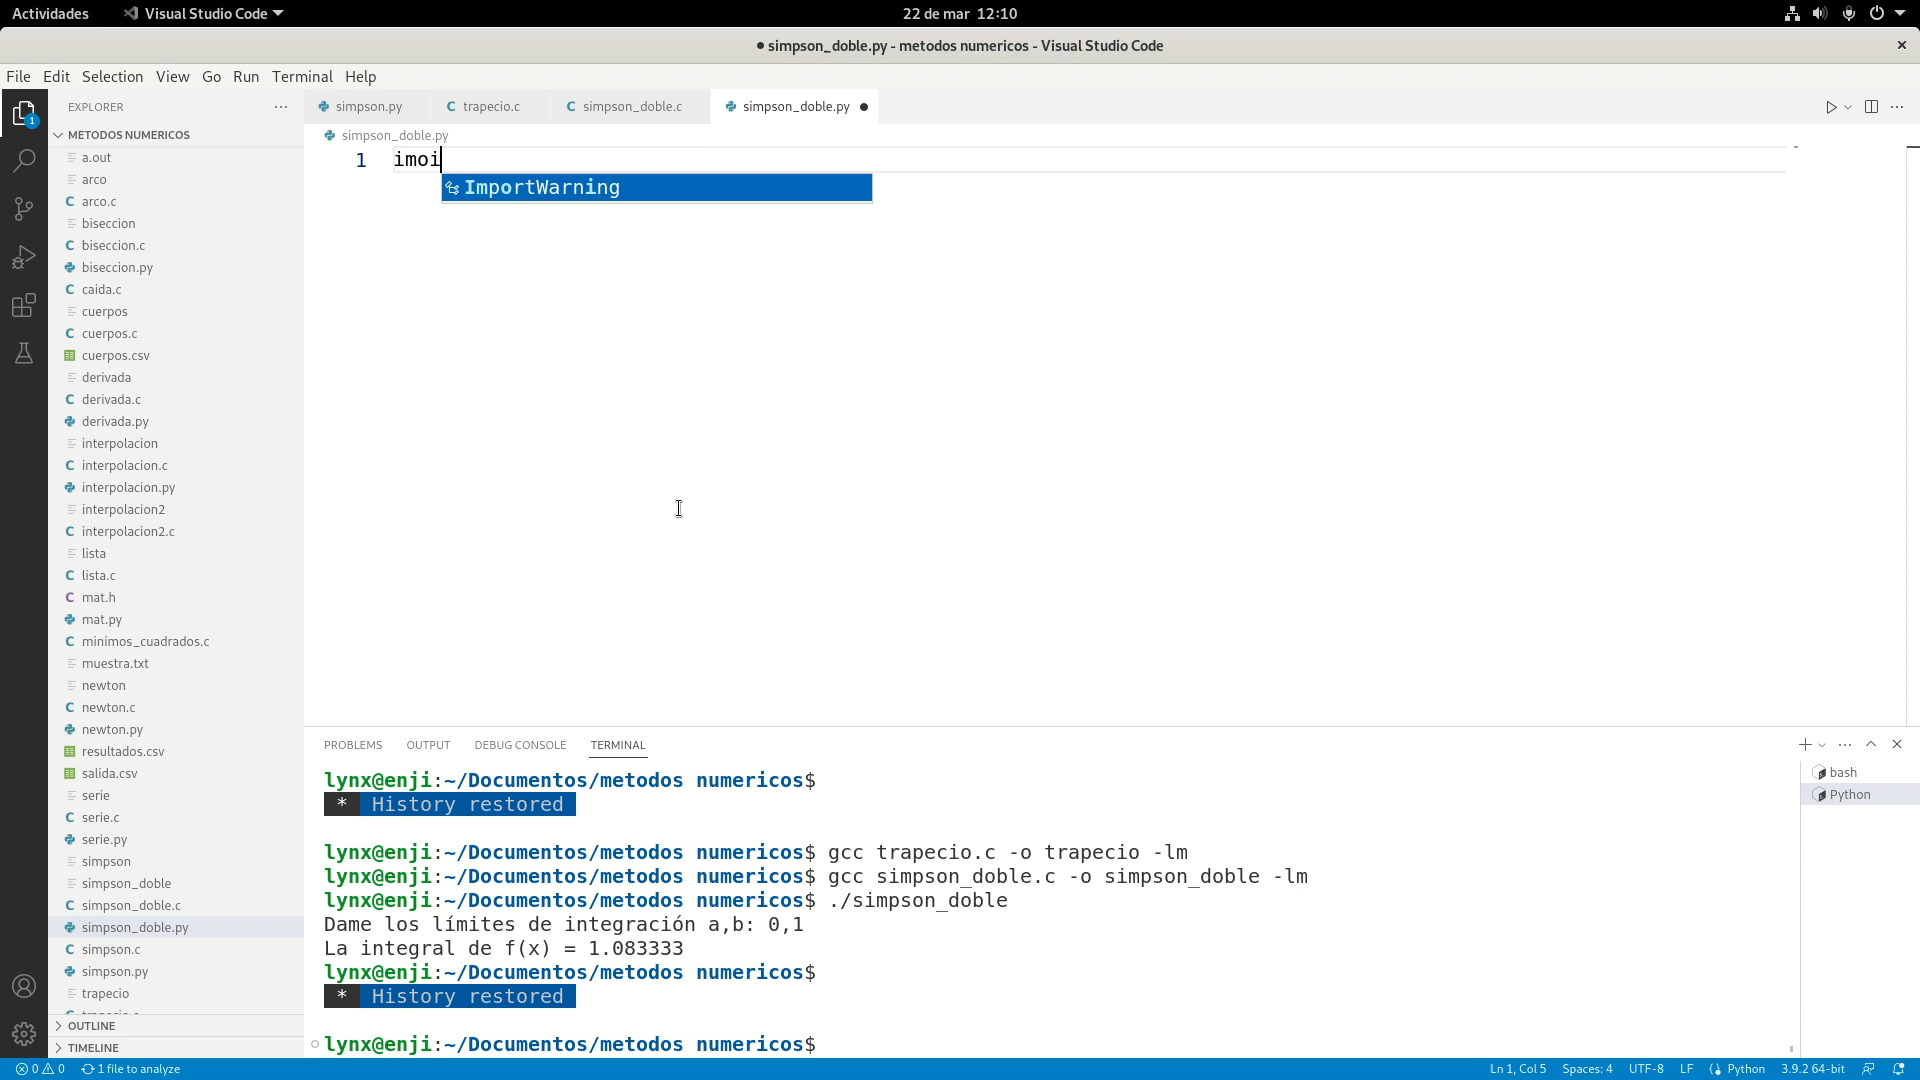 Actividades
Visual Studio Code
22 de mar 12:10
● simpson_doble.py - metodos numericos - Visual Studio Code
File Edit Selection View Go Run Terminal Help
EXPLORER
METODOS NUMERICOS
a.out
arco
arco.c
biseccion
biseccion.c
biseccion.py
caida.c
cuerpos
cuerpos.c
cuerpos.csv
derivada
derivada.c
derivada.py
interpolacion
interpolacion.c
interpolacion.py
interpolacion2
interpolacion2.c
lista
lista.c
mat.h
mat.py
minimos_cuadrados.c
muestra.txt
newton
newton.c
newton.py
resultados.csv
salida.csv
serie
serie.c
serie.py
simpson
simpson_doble
simpson_doble.c
simpson_doble.py
simpson.c
simpson.py
trapecio
OUTLINE
TIMELINE
simpson.py
trapecio.c
simpson_doble.c
simpson_doble.py
simpson_doble.py
1 imoi
ImportWarning
PROBLEMS OUTPUT DEBUG CONSOLE TERMINAL
lynx@enji:~/Documentos/metodos numericos$
* History restored
lynx@enji:~/Documentos/metodos numericos$ gcc trapecio.c -o trapecio -lm
lynx@enji:~/Documentos/metodos numericos$ gcc simpson_doble.c -o simpson_doble -lm
lynx@enji:~/Documentos/metodos numericos$ ./simpson_doble
Dame los límites de integración a,b: 0,1
La integral de f(x) = 1.083333
lynx@enji:~/Documentos/metodos numericos$
* History restored
lynx@enji:~/Documentos/metodos numericos$
bash
Python
0 0 1 file to analyze
Ln 1, Col 5 Spaces: 4 UTF-8 LF Python 3.9.2 64-bit